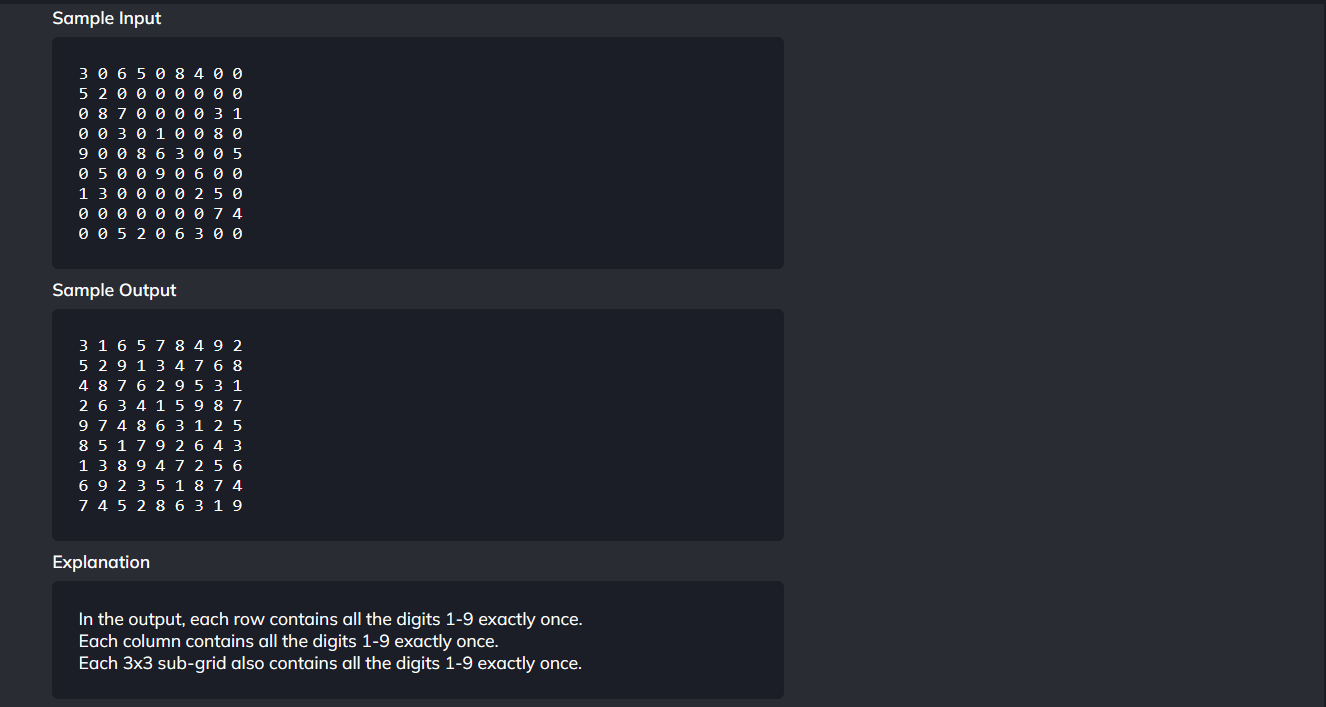 Sample Input
3 0 6 5 0 8 4 0 0
5 2 0 0 0 0 0 0 0
0 8 7 0 0 0 0 3 1
0 0 3 0 1 0 0 8 0
9 0 0 8 6 3 0 0 5
0 5 0 0 9 0 6 0 0
1 3 0 0 0 0 2 5 0
0 0 0 0 0 0 0 7 4
0 0 5 2 0 6 3 0 0
Sample Output
3 1 6 5 7 8 4 9 2
5 2 9 1 3 4 7 6 8
4 8 7 6 2 9 5 3 1
2 6 3 4 1 5 9 8 7
9 7 4 8 6 3 1 2 5
8 5 1 7 9 2 6 4 3
1 3 8 9 4 7 2 5 6
6 9 2 3 5 1 8 7 4
7 4 5 2 8 6 3 1 9
Explanation
In the output, each row contains all the digits 1-9 exactly once.
Each column contains all the digits 1-9 exactly once.
Each 3x3 sub-grid also contains all the digits 1-9 exactly once.